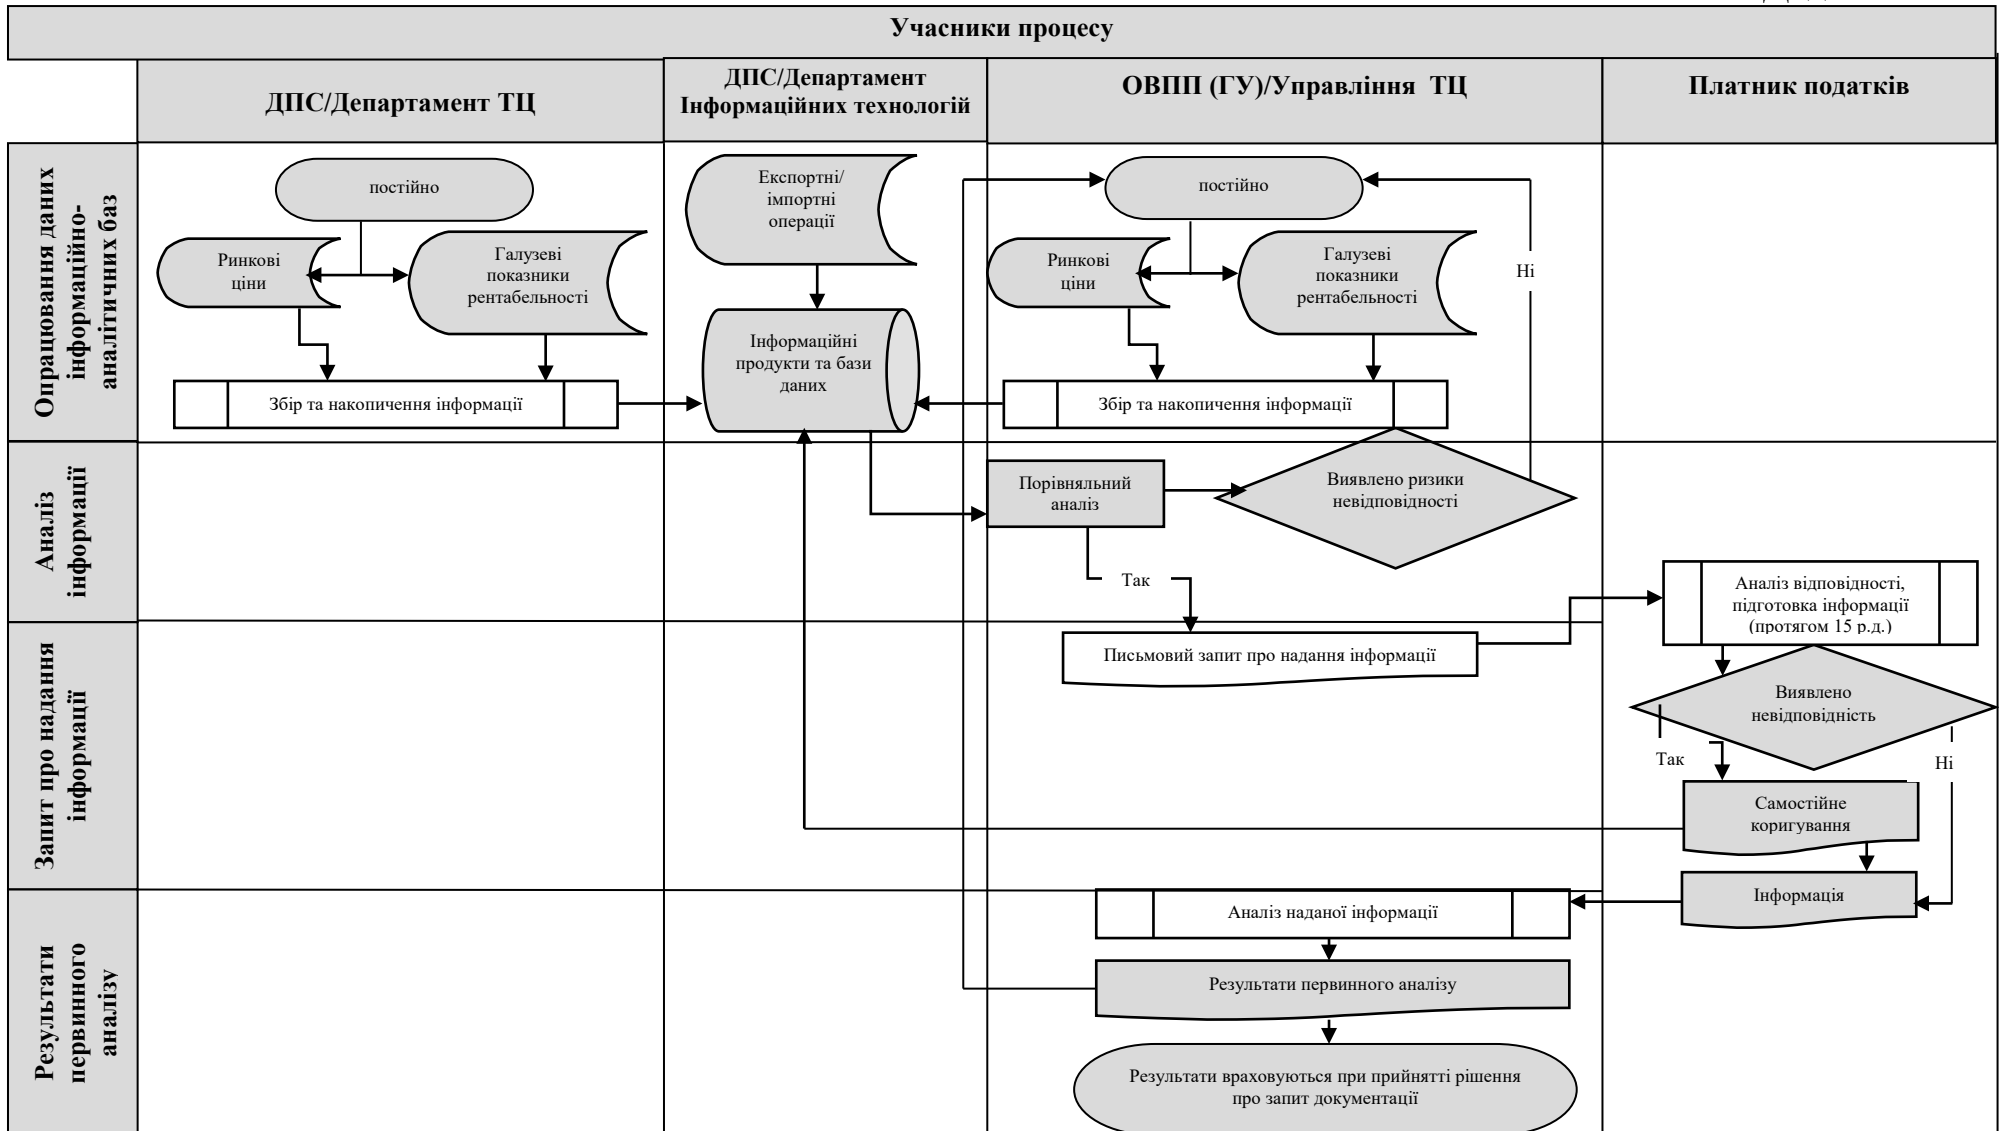 Учасники процесу
ДПС/Департамент ТЦ
ДПС/Департамент
Інформаційних технологій
ОВПП (ГУ)/Управління ТЦ
Платник податків
Опрацювання даних
інформаційно-
аналітичних баз
постійно
Ринкові
ціни
Галузеві
показники
рентабельності
Збір та накопичення інформації
Експортні/
імпортні
операції
Інформаційні
продукти та бази
даних
постійно
Ринкові
ціни
Галузеві
показники
рентабельності
Ні
Збір та накопичення інформації
Аналіз
інформації
Порівняльний
аналіз
Виявлено ризики
невідповідності
Так
Аналіз відповідності,
підготовка інформації
(протягом 15 р.д.)
Запит про надання
інформації
Письмовий запит про надання інформації
Виявлено
невідповідність
Так
Ні
Самостійне
коригування
Інформація
Результати
первинного
аналізу
Аналіз наданої інформації
Результати первинного аналізу
Результати враховуються при прийнятті рішення
про запит документації